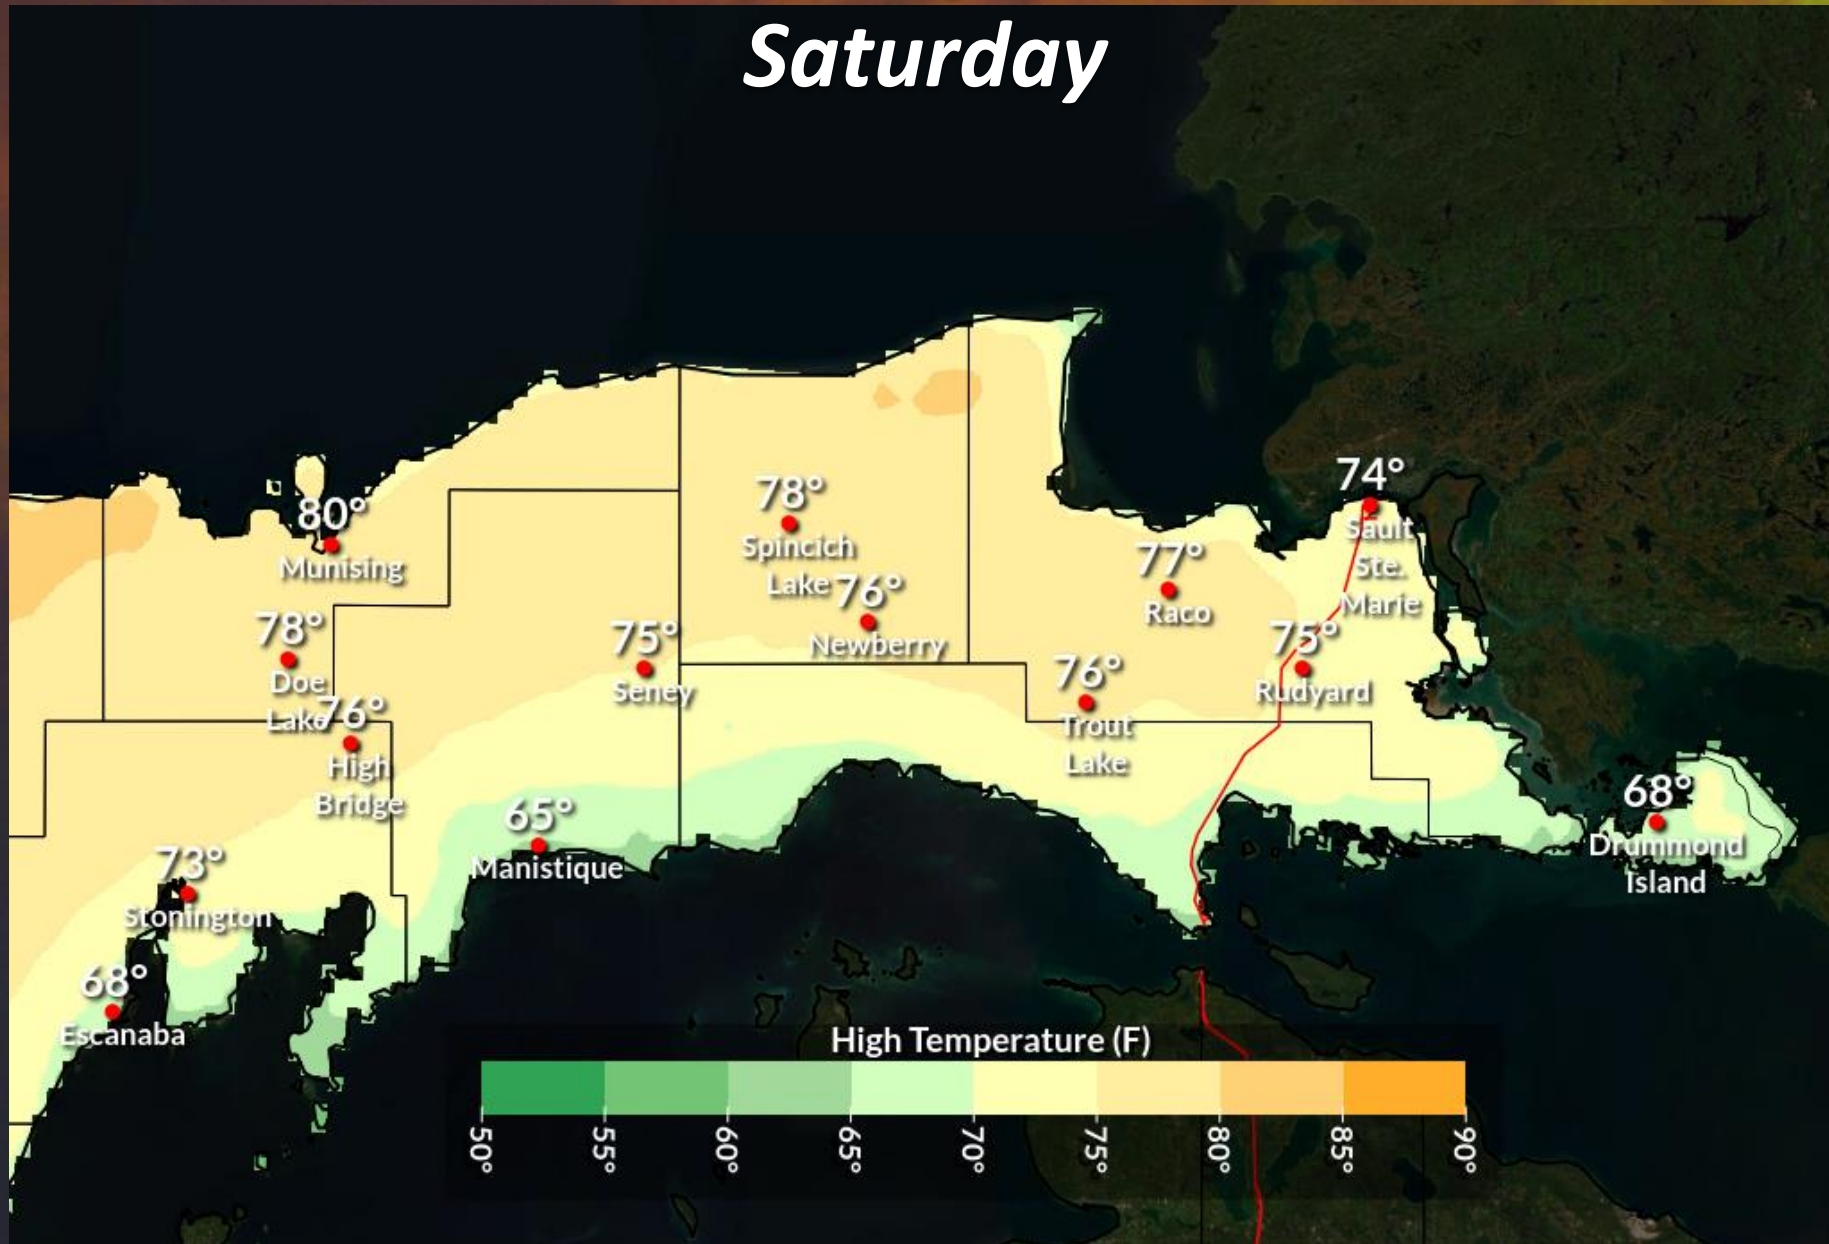 Saturday
74°
Sault
Ste.
Marie
78°
Spincich
Lake
80°
Munising
77°
Raco
76°
Newberry
78°
Doe
Lake
75°
Seney
75°
Rudyard
76°
Trout
Lake
76°
High
Bridge
65°
Manistique
68°
Drummond
Island
73°
Stonington
68°
Escanaba
High Temperature (F)
50° 55° 60° 65° 70° 75° 80° 85° 90°